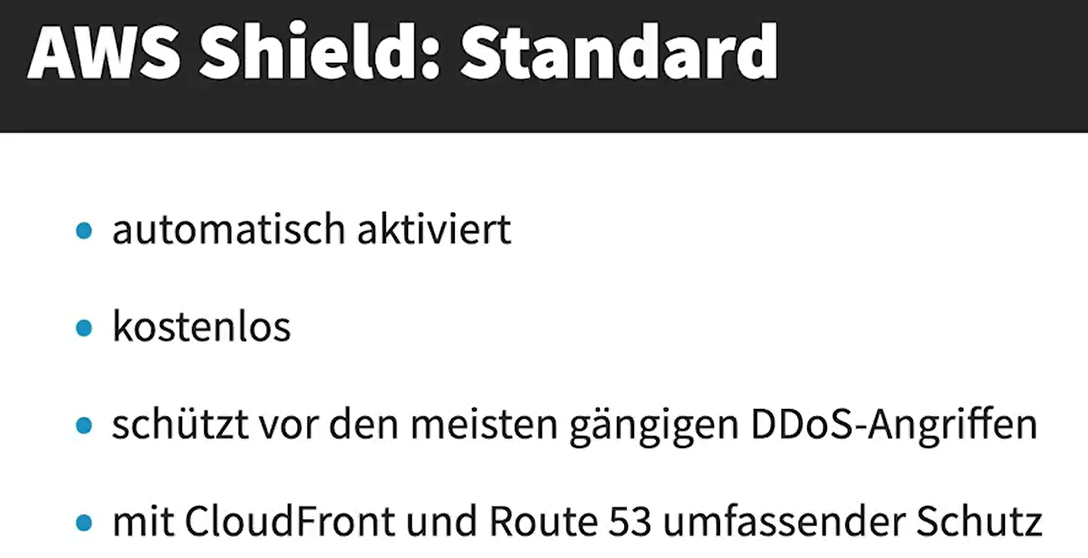 AWS Shield: Standard
automatisch aktiviert
kostenlos
schützt vor den meisten gängigen DDoS-Angriffen
mit CloudFront und Route 53 umfassender Schutz